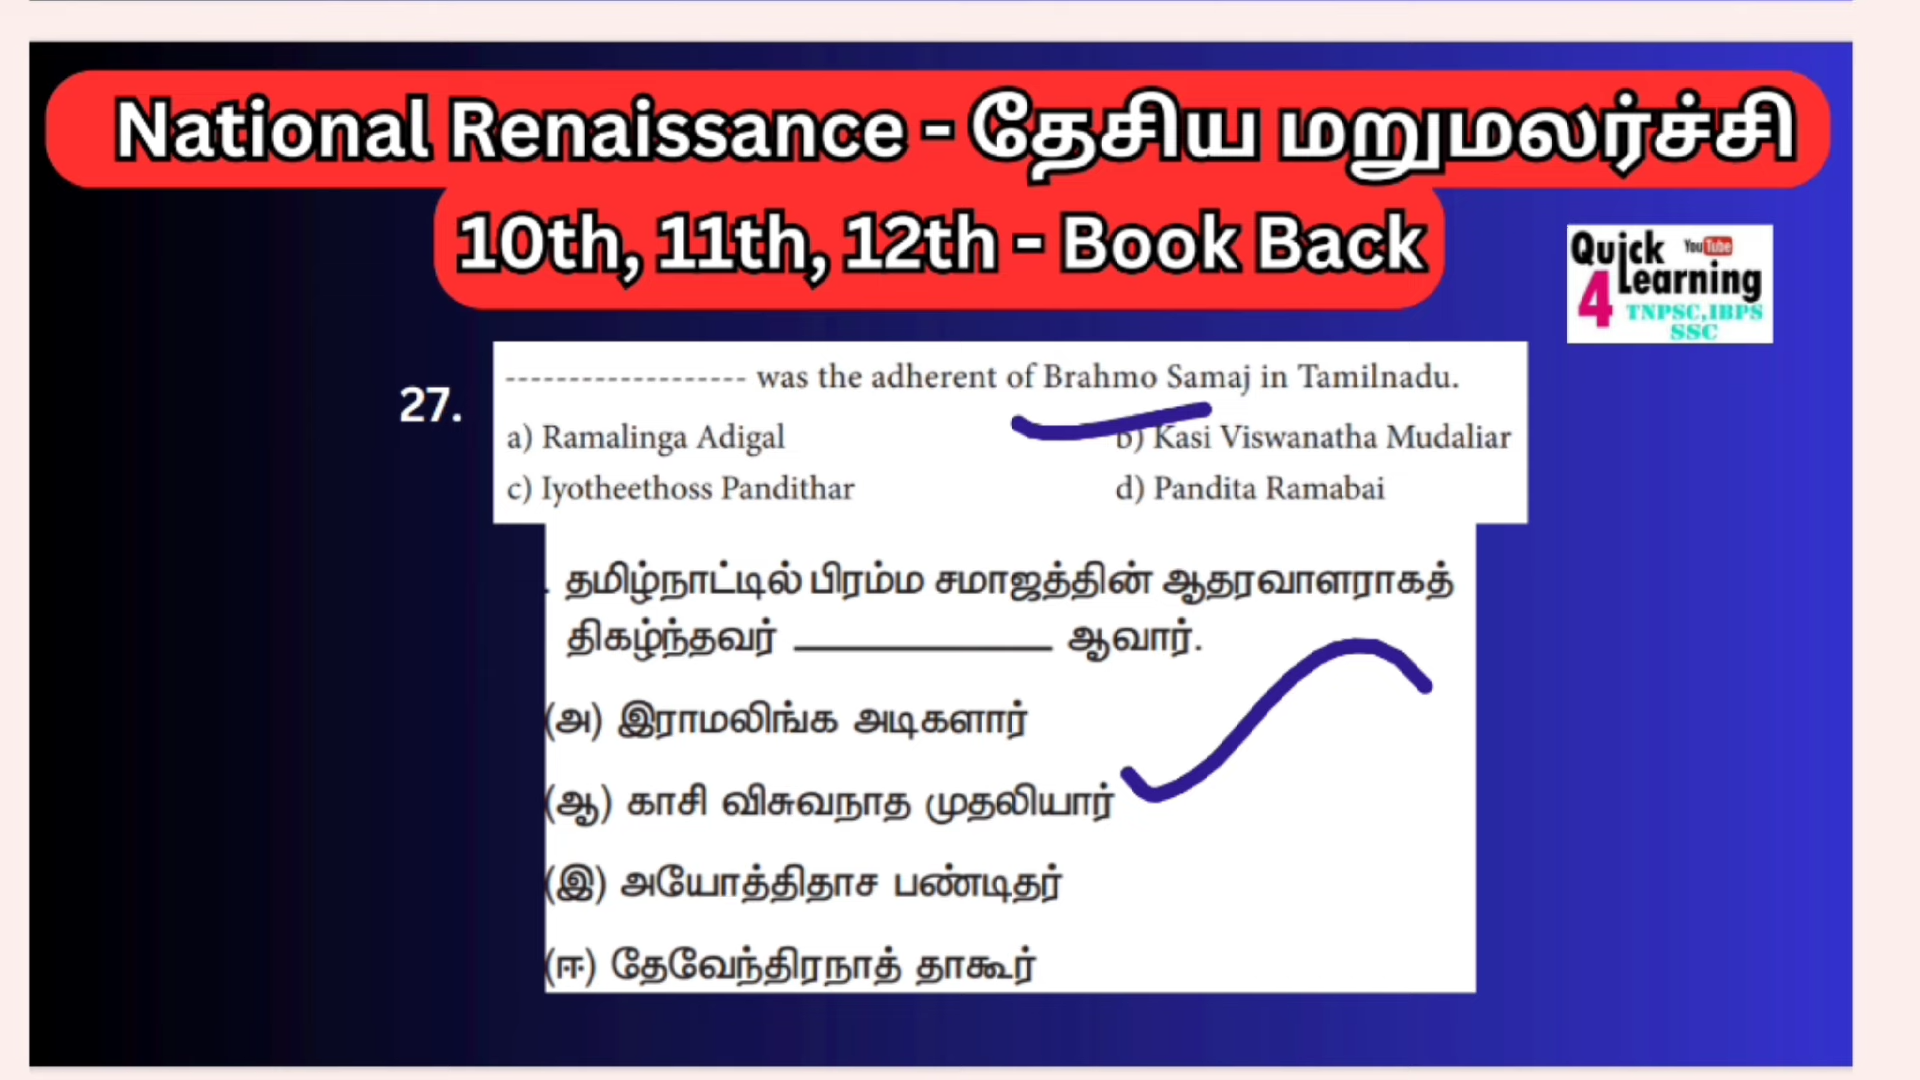 National Renaissance - தேசிய மறுமலர்ச்சி
10th, 11th, 12th - Book Back
Quick YouTube
4 Learning
TNPSC,IBPS
SSC
27.
------------------- was the adherent of Brahmo Samaj in Tamilnadu.
a) Ramalinga Adigal b) Kasi Viswanatha Mudaliar
c) Iyotheethoss Pandithar d) Pandita Ramabai
. தமிழ்நாட்டில் பிரம்ம சமாஜத்தின் ஆதரவாளராகத்
திகழ்ந்தவர் ____________ ஆவார்.
(அ) இராமலிங்க அடிகளார்
(ஆ) காசி விசுவநாத முதலியார்
(இ) அயோத்திதாச பண்டிதர்
(ஈ) தேவேந்திரநாத் தாகூர்